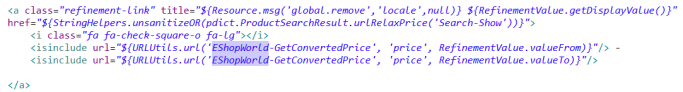 <a class="refinement-link" title="${Resource.msg('global.remove','locale',null)} ${RefinementValue.getDisplayValue()}"
href="${StringHelpers.unsanitizeOR(pdict.ProductSearchResult.urlRelaxPrice('Search-Show'))}">
<i class="fa fa-check-square-o fa-lg"></i>
<isinclude url="${URLUtils.url('EShopWorld-GetConvertedPrice', 'price', RefinementValue.valueFrom)}"/> -
<isinclude url="${URLUtils.url('EShopWorld-GetConvertedPrice', 'price', RefinementValue.valueTo)}"/>
</a>